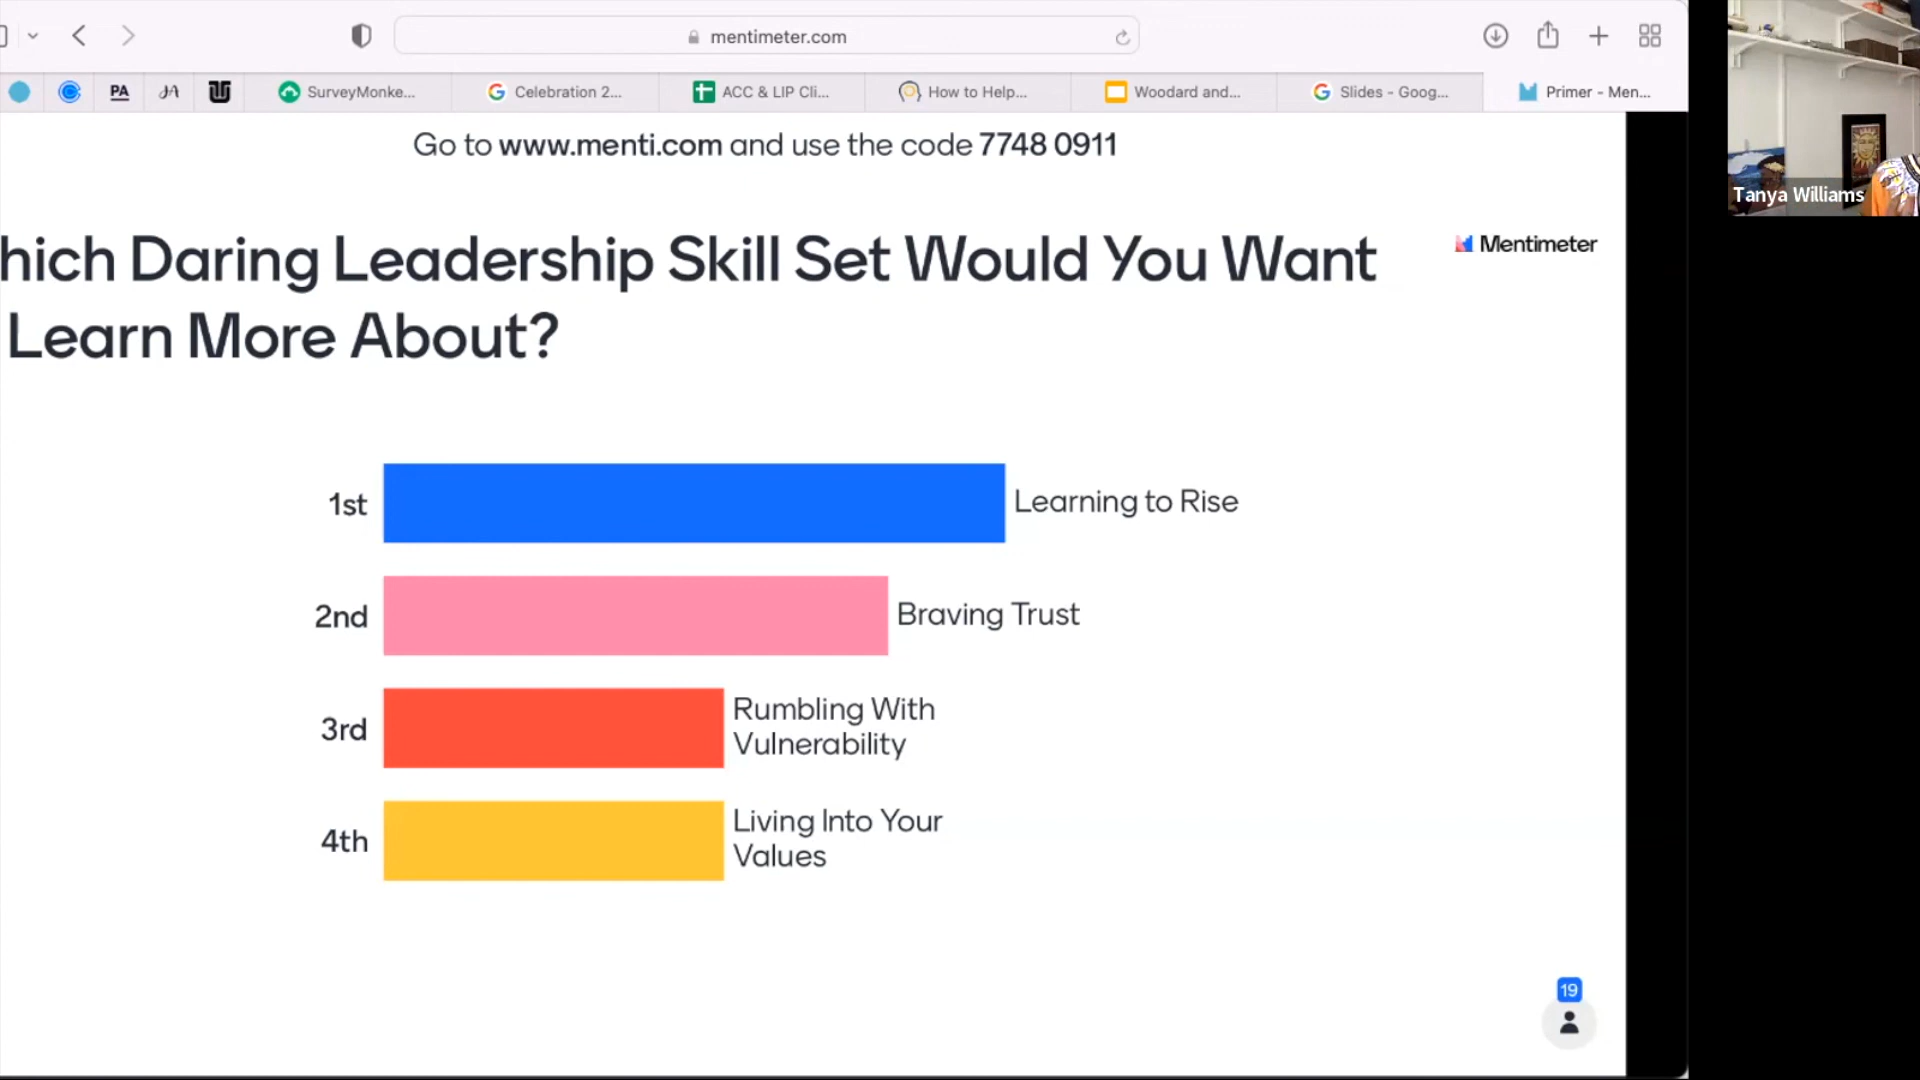 mentimeter.com
PA
SurveyMonke...
Celebration 2...
ACC & LIP Cli...
How to Help...
Woodard and...
Slides - Goog...
Primer - Men...
Go to www.menti.com and use the code 7748 0911
hich Daring Leadership Skill Set Would You Want
Learn More About?
Mentimeter
1st
Learning to Rise
2nd
Braving Trust
3rd
Rumbling With
Vulnerability
4th
Living Into Your
Values
19
Tanya Williams